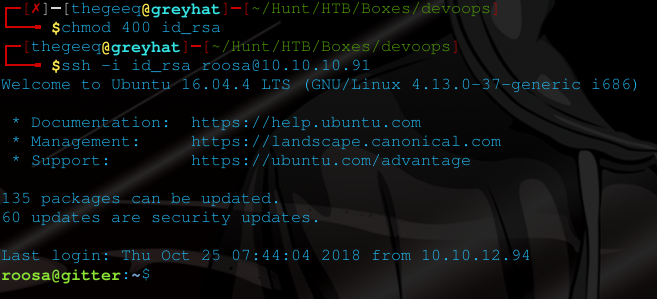 [✗]─[thegeeq@greyhat]─[~/Hunt/HTB/Boxes/devoops]
$chmod 400 id_rsa
[thegeeq@greyhat]─[~/Hunt/HTB/Boxes/devoops]
$ssh -i id_rsa roosa@10.10.10.91
Welcome to Ubuntu 16.04.4 LTS (GNU/Linux 4.13.0-37-generic i686)
* Documentation:  https://help.ubuntu.com
* Management:     https://landscape.canonical.com
* Support:        https://ubuntu.com/advantage
135 packages can be updated.
60 updates are security updates.
Last login: Thu Oct 25 07:44:04 2018 from 10.10.12.94
roosa@gitter:~$